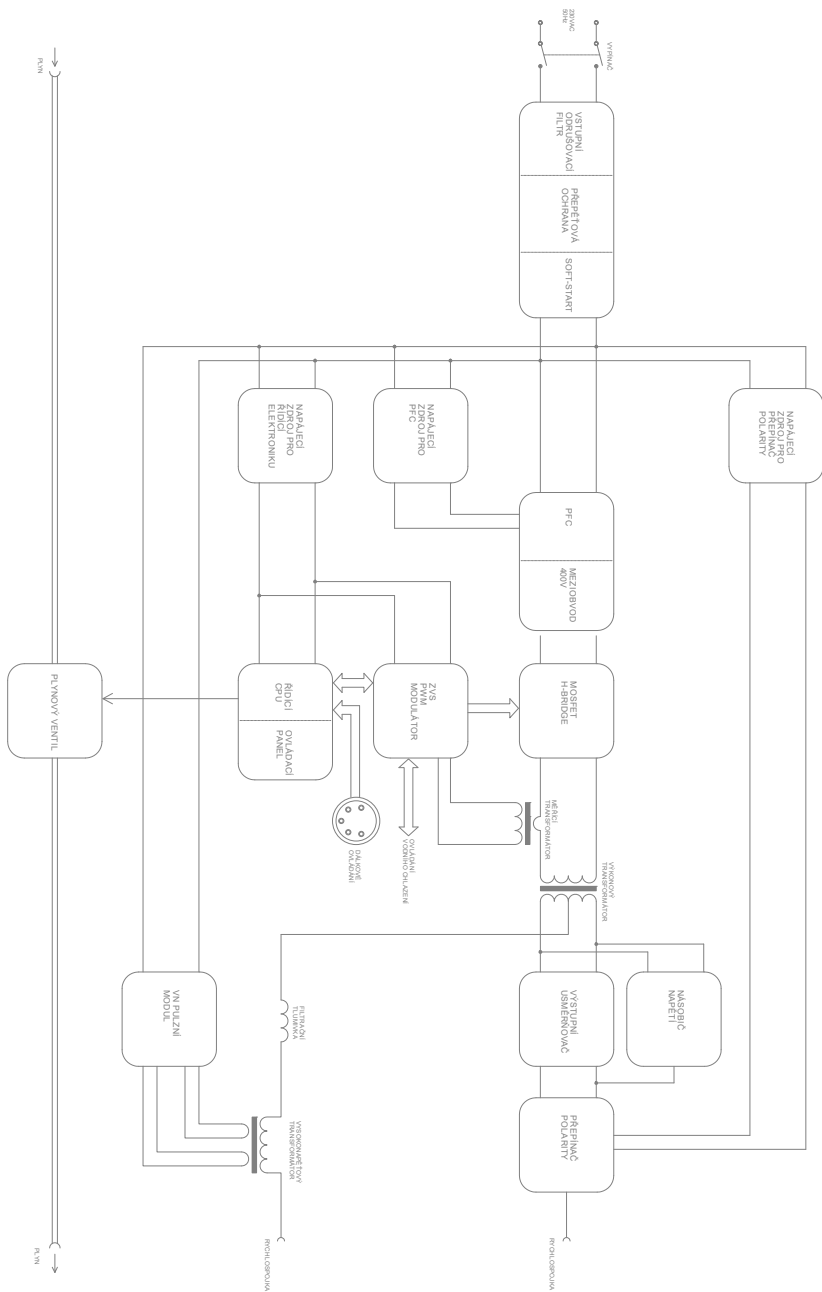 230VAC
50Hz
VYPÍNAČ
VSTUPNÍ
ODRUŠOVACÍ
FILTR
PŘEPĚŤOVÁ
OCHRANA
SOFT-START
NAPÁJECÍ
ZDROJ PRO
PŘEPÍNAČ
POLARITY
NAPÁJECÍ
ZDROJ PRO
PFC
NAPÁJECÍ
ZDROJ PRO
ŘÍDÍCÍ
ELEKTRONIKU
PFC
MEZIOBVOD
400V
MOSFET
H-BRIDGE
ZVS
PWM
MODULÁTOR
ŘÍDÍCÍ
CPU
OVLÁDACÍ
PANEL
PLYNOVÝ VENTIL
MĚŘÍCÍ
TRANSFORMÁTOR
VÝKONOVÝ
TRANSFORMÁTOR
OVLÁDÁNÍ
VODNÍHO CHLAZENÍ
DÁLKOVÉ
OVLÁDÁNÍ
NÁSOBIČ
NAPĚTÍ
VÝSTUPNÍ
USMĚRŇOVAČ
FILTRAČNÍ
TLUMIVKA
VN PULZNÍ
MODUL
PŘEPÍNAČ
POLARITY
VYSOKONAPĚŤOVÝ
TRANSFORMÁTOR
RYCHLOSPOJKA
RYCHLOSPOJKA
PLYN
PLYN